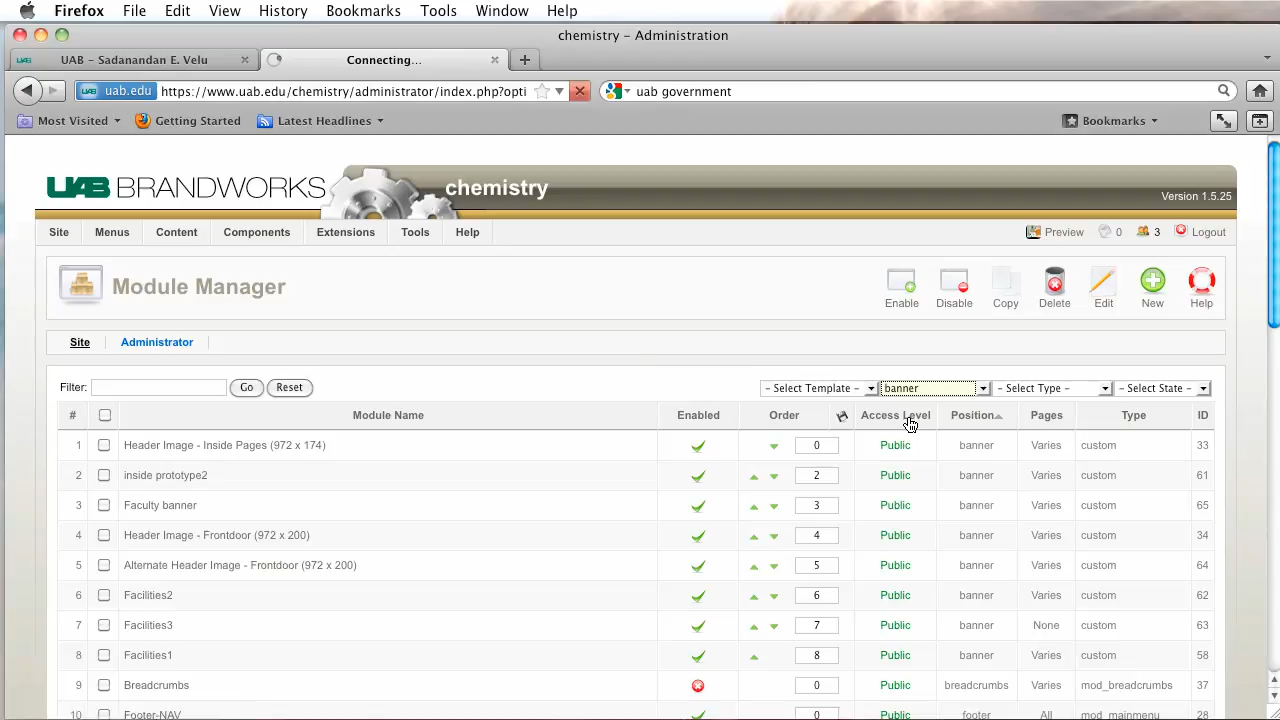 Firefox File Edit View History Bookmarks Tools Window Help
chemistry – Administration
UAB – Sadanandan E. Velu Connecting...
uab.edu https://www.uab.edu/chemistry/administrator/index.php?opti uab government
Most Visited Getting Started Latest Headlines Bookmarks
UAB BRANDWORKS chemistry
Version 1.5.25
Site Menus Content Components Extensions Tools Help Preview 0 3 Logout
Module Manager
Enable Disable Copy Delete Edit New Help
Site Administrator
Filter: Go Reset - Select Template - banner - Select Type - - Select State -
# Module Name Enabled Order Access Level Position Pages Type ID
1 Header Image - Inside Pages (972 x 174) 0 Public banner Varies custom 33
2 inside prototype2 2 Public banner Varies custom 61
3 Faculty banner 3 Public banner Varies custom 65
4 Header Image - Frontdoor (972 x 200) 4 Public banner Varies custom 34
5 Alternate Header Image - Frontdoor (972 x 200) 5 Public banner Varies custom 64
6 Facilities2 6 Public banner Varies custom 62
7 Facilities3 7 Public banner None custom 63
8 Facilities1 8 Public banner Varies custom 58
9 Breadcrumbs 0 Public breadcrumbs Varies mod_breadcrumbs 37
10 Footer-NAV 0 Public footer All mod_mainmenu 28